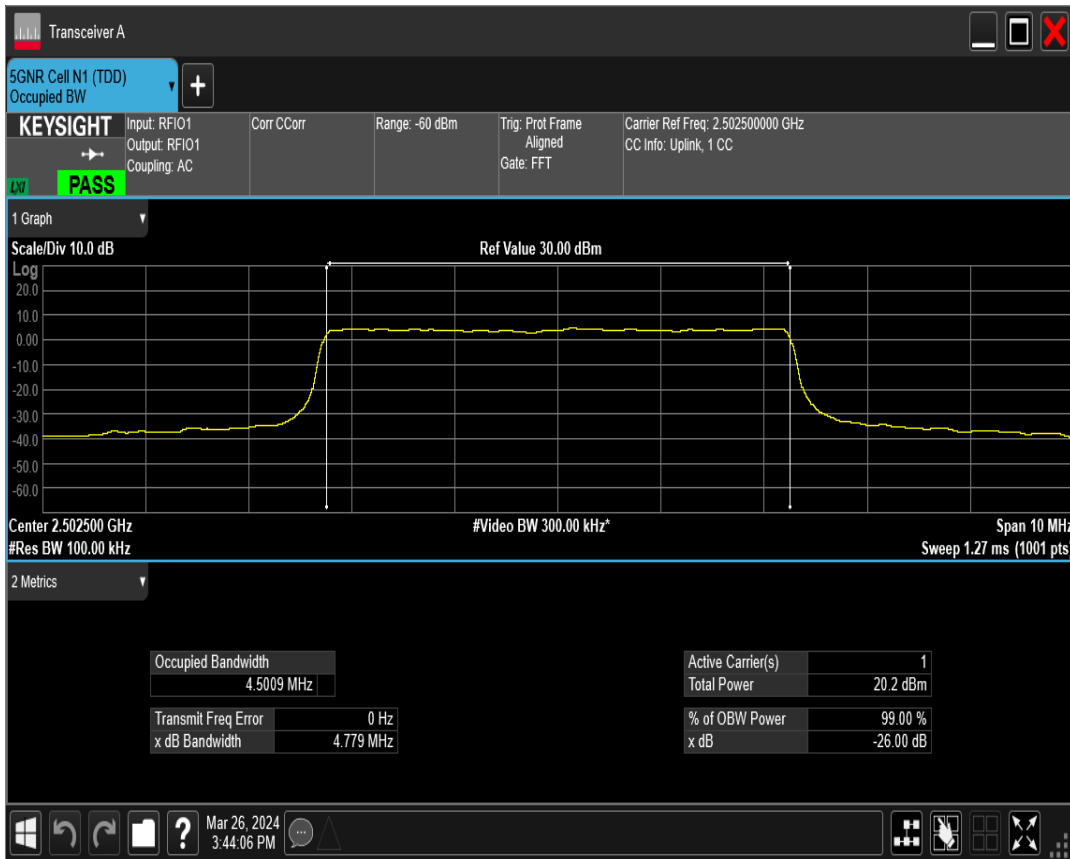 Transceiver A
5GNR Cell N1 (TDD)
Occupied BW
+
KEYSIGHT
LXI PASS
Input: RFIO1
Output: RFIO1
Coupling: AC
Corr CCorr
Range: -60 dBm
Trig: Prot Frame
Aligned
Gate: FFT
Carrier Ref Freq: 2.502500000 GHz
CC Info: Uplink, 1 CC
1 Graph
Scale/Div 10.0 dB Ref Value 30.00 dBm
Log
20.0
10.0
0.00
-10.0
-20.0
-30.0
-40.0
-50.0
-60.0
Center 2.502500 GHz #Video BW 300.00 kHz* Span 10 MHz
#Res BW 100.00 kHz Sweep 1.27 ms (1001 pts)
2 Metrics
Occupied Bandwidth
4.5009 MHz
Transmit Freq Error 0 Hz
x dB Bandwidth 4.779 MHz
Active Carrier(s) 1
Total Power 20.2 dBm
% of OBW Power 99.00 %
x dB -26.00 dB
?
Mar 26, 2024
3:44:06 PM